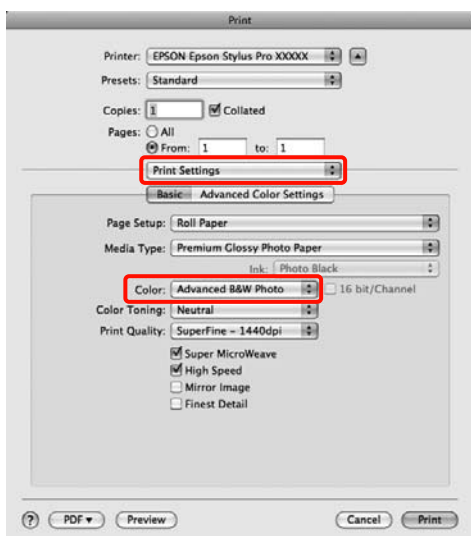 Print
Printer: EPSON Epson Stylus Pro XXXXX
Presets: Standard
Copies: 1 Collated
Pages: All
From: 1 to: 1
Print Settings
Basic Advanced Color Settings
Page Setup: Roll Paper
Media Type: Premium Glossy Photo Paper
Ink: Photo Black
Color: Advanced B&W Photo 16 bit/Channel
Color Toning: Neutral
Print Quality: SuperFine - 1440dpi
Super MicroWeave
High Speed
Mirror Image
Finest Detail
? PDF Preview Cancel Print